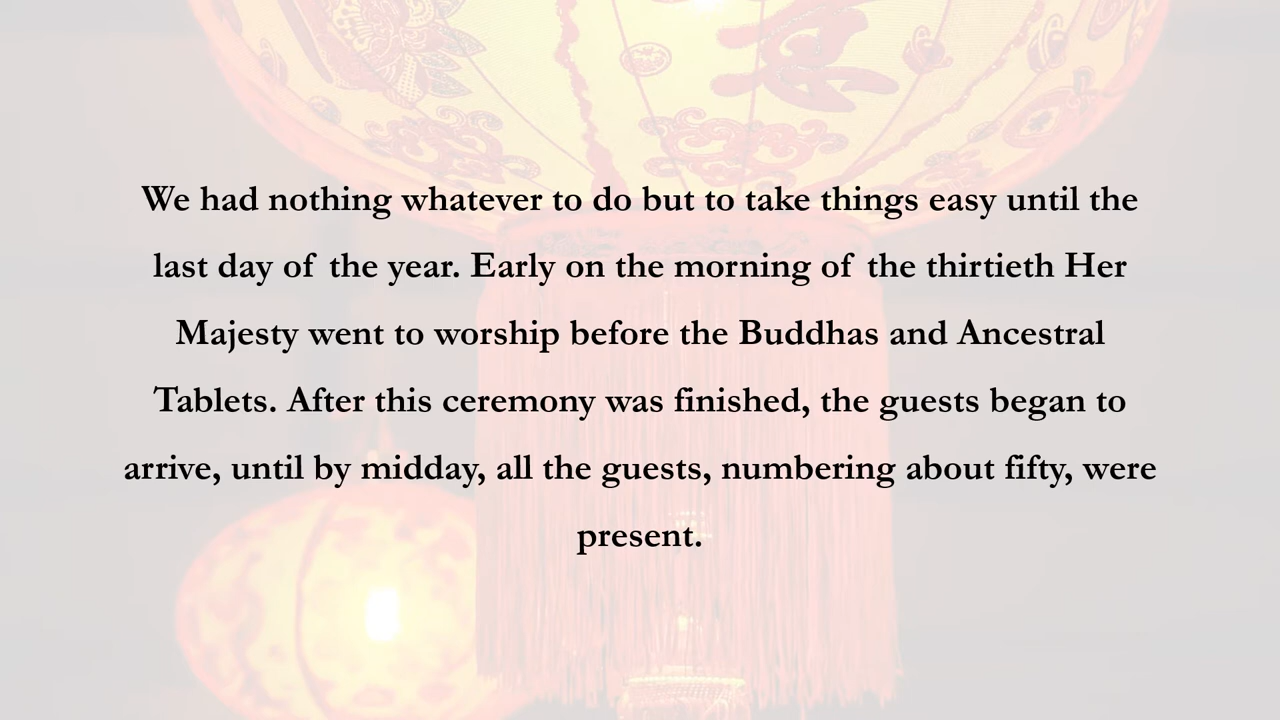 We had nothing whatever to do but to take things easy until the
last day of the year. Early on the morning of the thirtieth Her
Majesty went to worship before the Buddhas and Ancestral
Tablets. After this ceremony was finished, the guests began to
arrive, until by midday, all the guests, numbering about fifty, were
present.